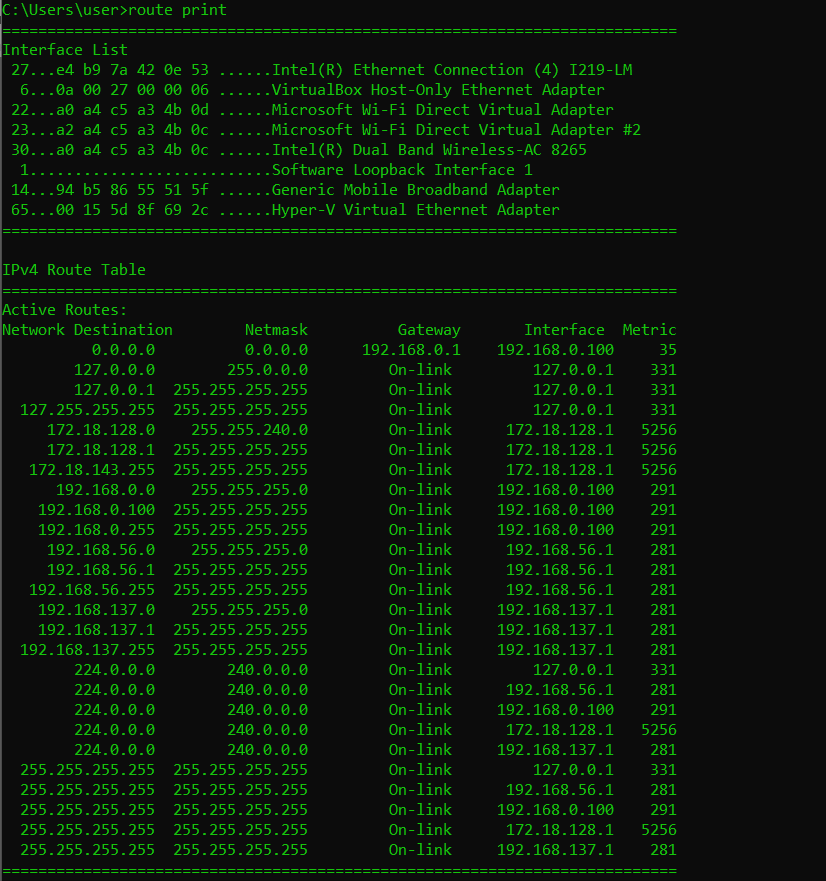 C:\Users\user>route print
===========================================================================
Interface List
 27...e4 b9 7a 42 0e 53 ......Intel(R) Ethernet Connection (4) I219-LM
  6...0a 00 27 00 00 06 ......VirtualBox Host-Only Ethernet Adapter
 22...a0 a4 c5 a3 4b 0d ......Microsoft Wi-Fi Direct Virtual Adapter
 23...a2 a4 c5 a3 4b 0c ......Microsoft Wi-Fi Direct Virtual Adapter #2
 30...a0 a4 c5 a3 4b 0c ......Intel(R) Dual Band Wireless-AC 8265
  1...........................Software Loopback Interface 1
 14...94 b5 86 55 51 5f ......Generic Mobile Broadband Adapter
 65...00 15 5d 8f 69 2c ......Hyper-V Virtual Ethernet Adapter
===========================================================================

IPv4 Route Table
===========================================================================
Active Routes:
Network Destination        Netmask          Gateway       Interface  Metric
          0.0.0.0          0.0.0.0      192.168.0.1    192.168.0.100     35
        127.0.0.0        255.0.0.0         On-link         127.0.0.1    331
        127.0.0.1  255.255.255.255         On-link         127.0.0.1    331
  127.255.255.255  255.255.255.255         On-link         127.0.0.1    331
     172.18.128.0    255.255.240.0         On-link      172.18.128.1   5256
     172.18.128.1  255.255.255.255         On-link      172.18.128.1   5256
   172.18.143.255  255.255.255.255         On-link      172.18.128.1   5256
      192.168.0.0    255.255.255.0         On-link     192.168.0.100    291
    192.168.0.100  255.255.255.255         On-link     192.168.0.100    291
    192.168.0.255  255.255.255.255         On-link     192.168.0.100    291
     192.168.56.0    255.255.255.0         On-link      192.168.56.1    281
     192.168.56.1  255.255.255.255         On-link      192.168.56.1    281
   192.168.56.255  255.255.255.255         On-link      192.168.56.1    281
    192.168.137.0    255.255.255.0         On-link     192.168.137.1    281
    192.168.137.1  255.255.255.255         On-link     192.168.137.1    281
  192.168.137.255  255.255.255.255         On-link     192.168.137.1    281
        224.0.0.0        240.0.0.0         On-link         127.0.0.1    331
        224.0.0.0        240.0.0.0         On-link      192.168.56.1    281
        224.0.0.0        240.0.0.0         On-link     192.168.0.100    291
        224.0.0.0        240.0.0.0         On-link      172.18.128.1   5256
        224.0.0.0        240.0.0.0         On-link     192.168.137.1    281
  255.255.255.255  255.255.255.255         On-link         127.0.0.1    331
  255.255.255.255  255.255.255.255         On-link      192.168.56.1    281
  255.255.255.255  255.255.255.255         On-link     192.168.0.100    291
  255.255.255.255  255.255.255.255         On-link      172.18.128.1   5256
  255.255.255.255  255.255.255.255         On-link     192.168.137.1    281
===========================================================================